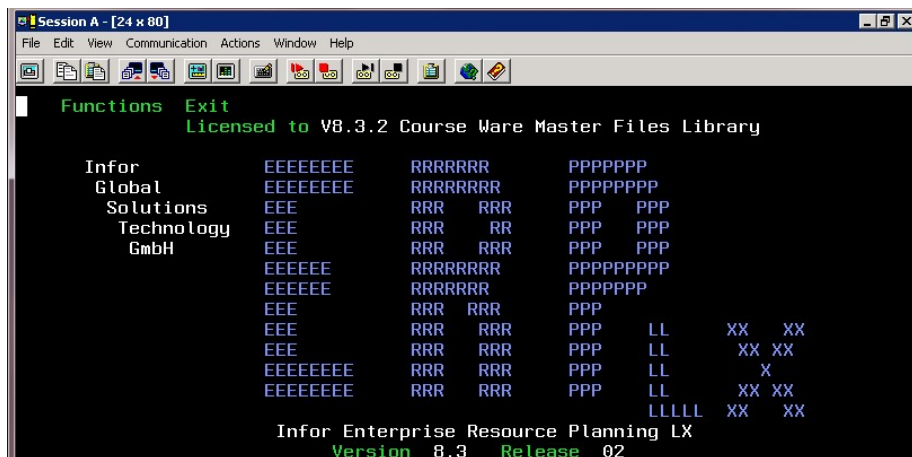 Session A - [24 x 80]
File Edit View Communication Actions Window Help
Functions Exit
Licensed to V8.3.2 Course Ware Master Files Library
Infor EEEEEEEE RRRRRRR PPPPPPP
Global EEEEEEEE RRRRRRRR PPPPPPPP
Solutions EEE RRR RRR PPP PPP
Technology EEE RRR RR PPP PPP
GmbH EEE RRR RRR PPP PPP
EEEEEE RRRRRRRR PPPPPPPPP
EEEEEE RRRRRRR PPPPPPP
EEE RRR RRR PPP
EEE RRR RRR PPP LL XX XX
EEE RRR RRR PPP LL XX XX
EEEEEEEE RRR RRR PPP LL X
EEEEEEEE RRR RRR PPP LL XX XX
LLLLL XX XX
Infor Enterprise Resource Planning LX
Version 8.3 Release 02